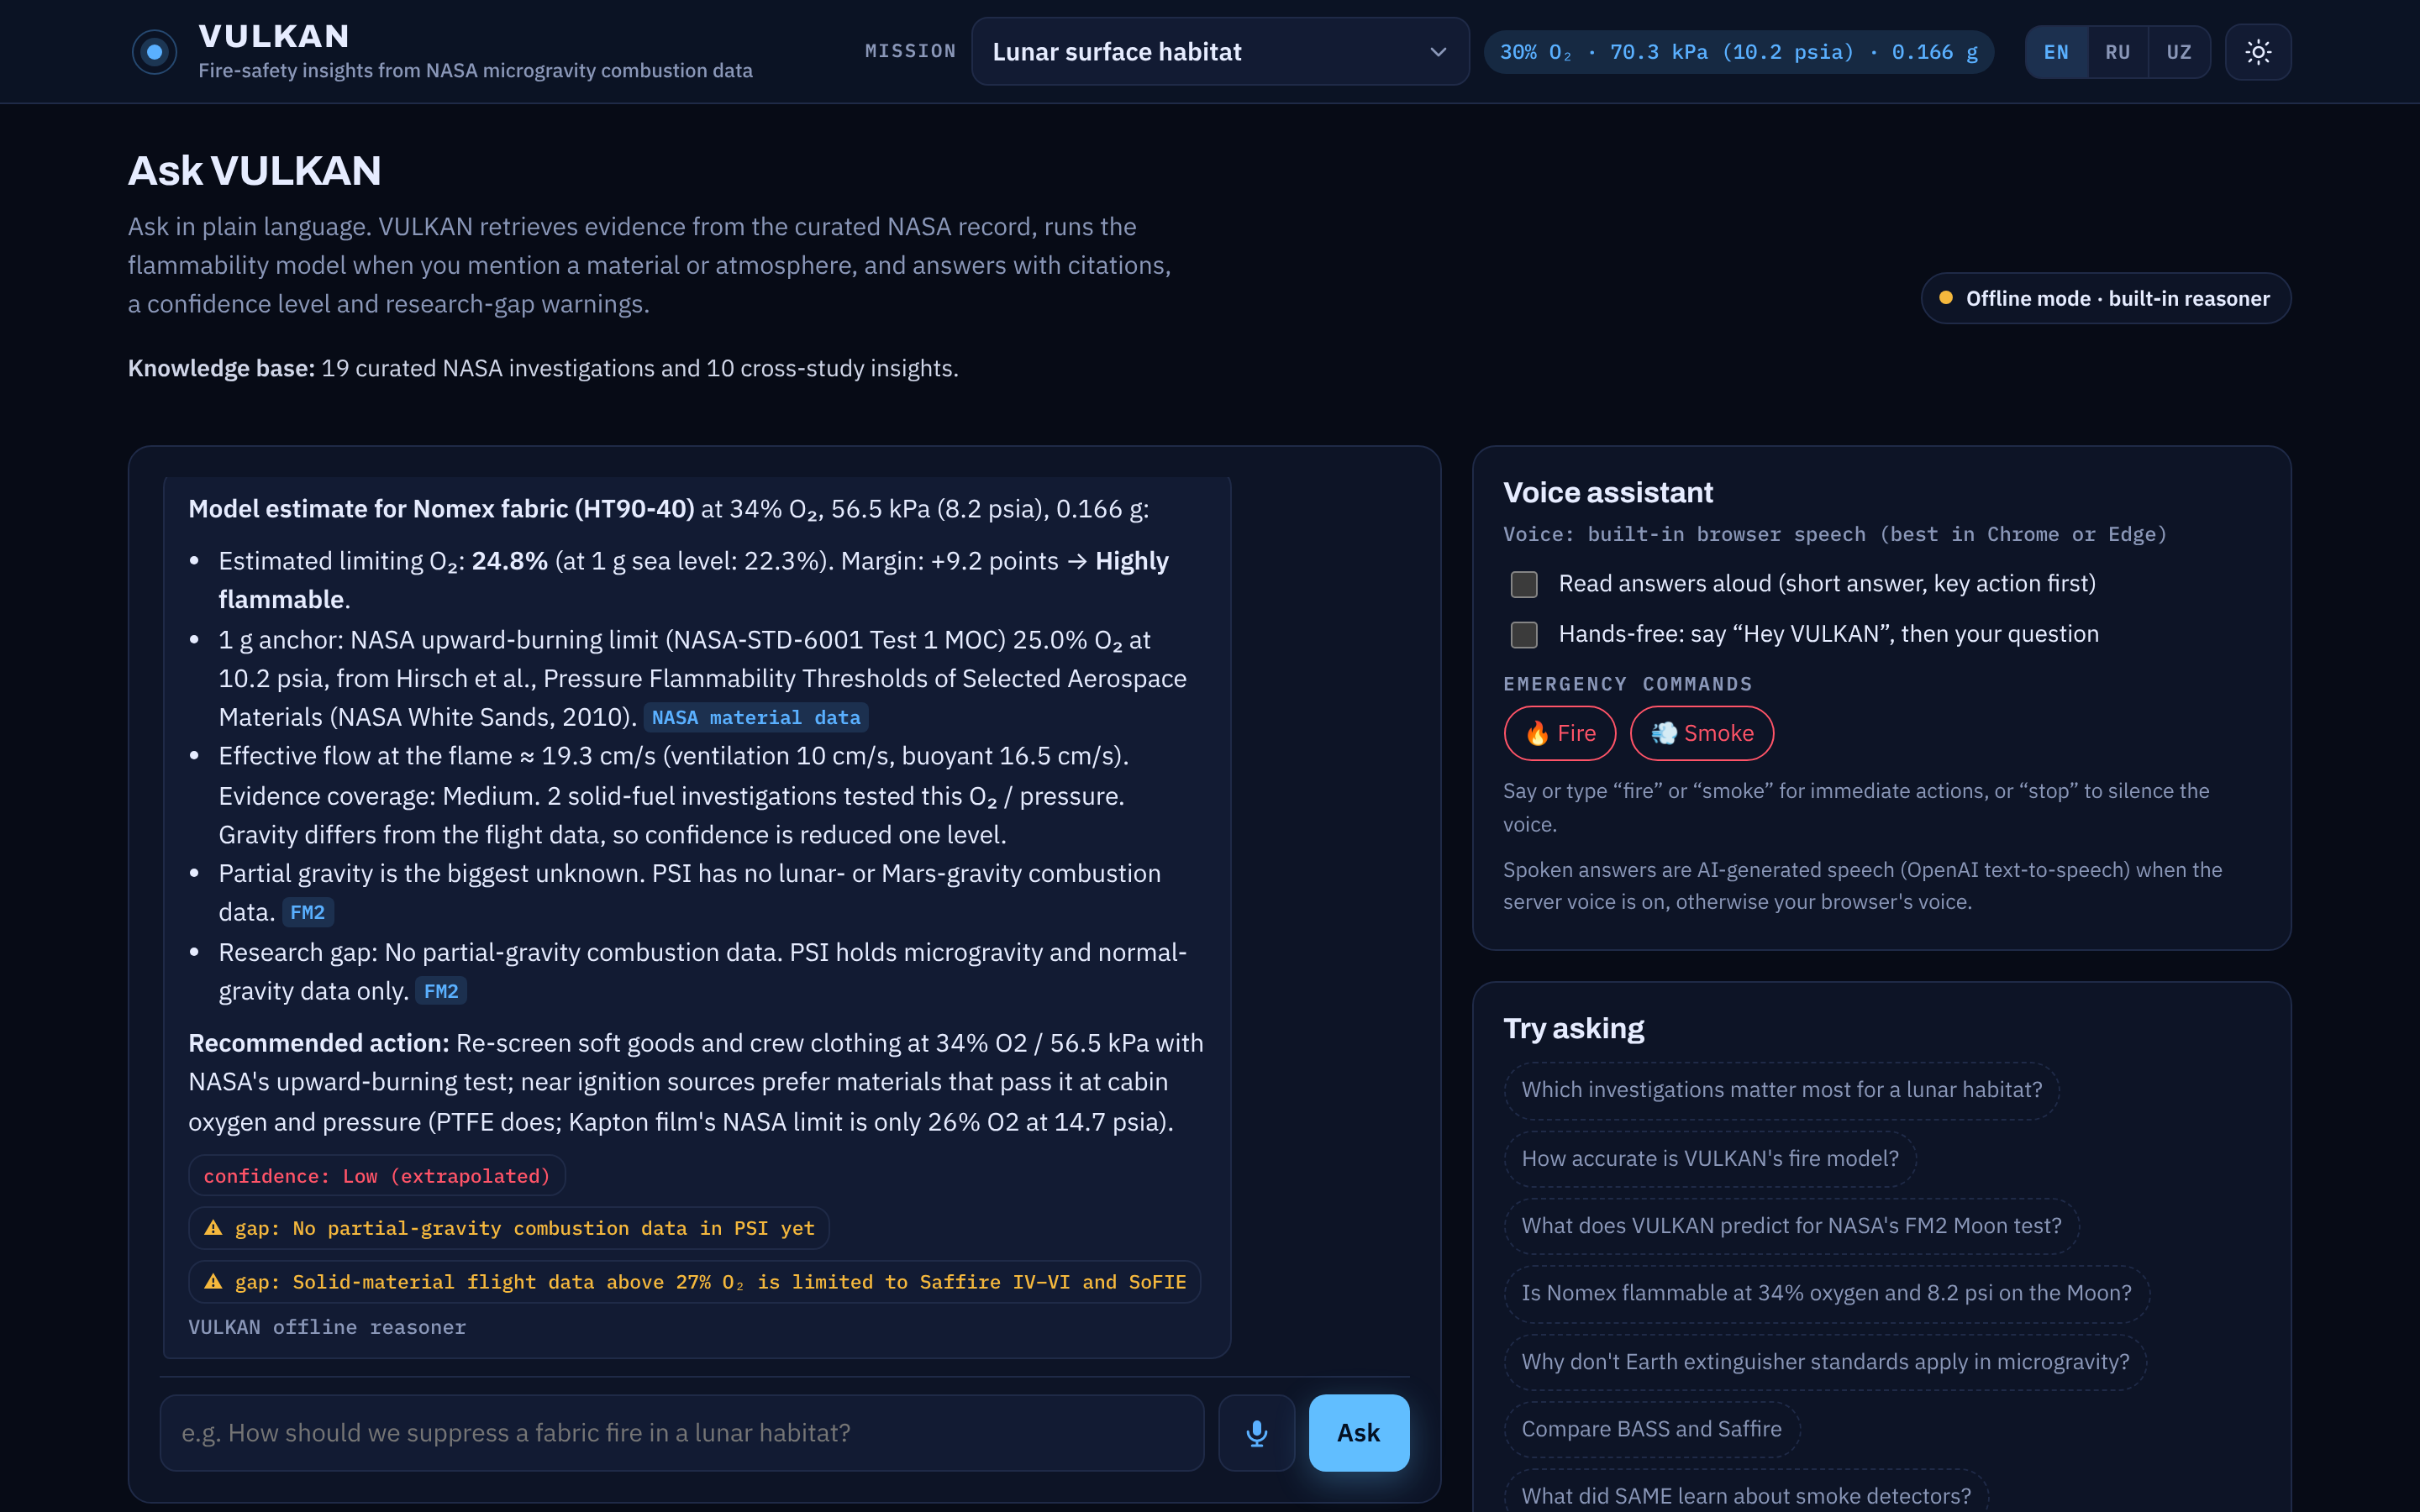 VULKAN
Fire-safety insights from NASA microgravity combustion data
MISSION
Lunar surface habitat
30% O₂ · 70.3 kPa (10.2 psia) · 0.166 g
EN
RU
UZ
Ask VULKAN
Ask in plain language. VULKAN retrieves evidence from the curated NASA record, runs the
flammability model when you mention a material or atmosphere, and answers with citations,
a confidence level and research-gap warnings.
Offline mode · built-in reasoner
Knowledge base: 19 curated NASA investigations and 10 cross-study insights.
Model estimate for Nomex fabric (HT90-40) at 34% O₂, 56.5 kPa (8.2 psia), 0.166 g:
• Estimated limiting O₂: 24.8% (at 1 g sea level: 22.3%). Margin: +9.2 points → Highly
flammable.
• 1 g anchor: NASA upward-burning limit (NASA-STD-6001 Test 1 MOC) 25.0% O₂ at
10.2 psia, from Hirsch et al., Pressure Flammability Thresholds of Selected Aerospace
Materials (NASA White Sands, 2010). NASA material data
• Effective flow at the flame ≈ 19.3 cm/s (ventilation 10 cm/s, buoyant 16.5 cm/s).
Evidence coverage: Medium. 2 solid-fuel investigations tested this O₂ / pressure.
Gravity differs from the flight data, so confidence is reduced one level.
• Partial gravity is the biggest unknown. PSI has no lunar- or Mars-gravity combustion
data. FM2
• Research gap: No partial-gravity combustion data. PSI holds microgravity and normal-
gravity data only. FM2
Recommended action: Re-screen soft goods and crew clothing at 34% O2 / 56.5 kPa with
NASA's upward-burning test; near ignition sources prefer materials that pass it at cabin
oxygen and pressure (PTFE does; Kapton film's NASA limit is only 26% O2 at 14.7 psia).
confidence: Low (extrapolated)
⚠ gap: No partial-gravity combustion data in PSI yet
⚠ gap: Solid-material flight data above 27% O₂ is limited to Saffire IV–VI and SoFIE
VULKAN offline reasoner
e.g. How should we suppress a fabric fire in a lunar habitat?
Ask
Voice assistant
Voice: built-in browser speech (best in Chrome or Edge)
Read answers aloud (short answer, key action first)
Hands-free: say “Hey VULKAN”, then your question
EMERGENCY COMMANDS
🔥 Fire
💨 Smoke
Say or type “fire” or “smoke” for immediate actions, or “stop” to silence the
voice.
Spoken answers are AI-generated speech (OpenAI text-to-speech) when the
server voice is on, otherwise your browser's voice.
Try asking
Which investigations matter most for a lunar habitat?
How accurate is VULKAN's fire model?
What does VULKAN predict for NASA's FM2 Moon test?
Is Nomex flammable at 34% oxygen and 8.2 psi on the Moon?
Why don't Earth extinguisher standards apply in microgravity?
Compare BASS and Saffire
What did SAME learn about smoke detectors?